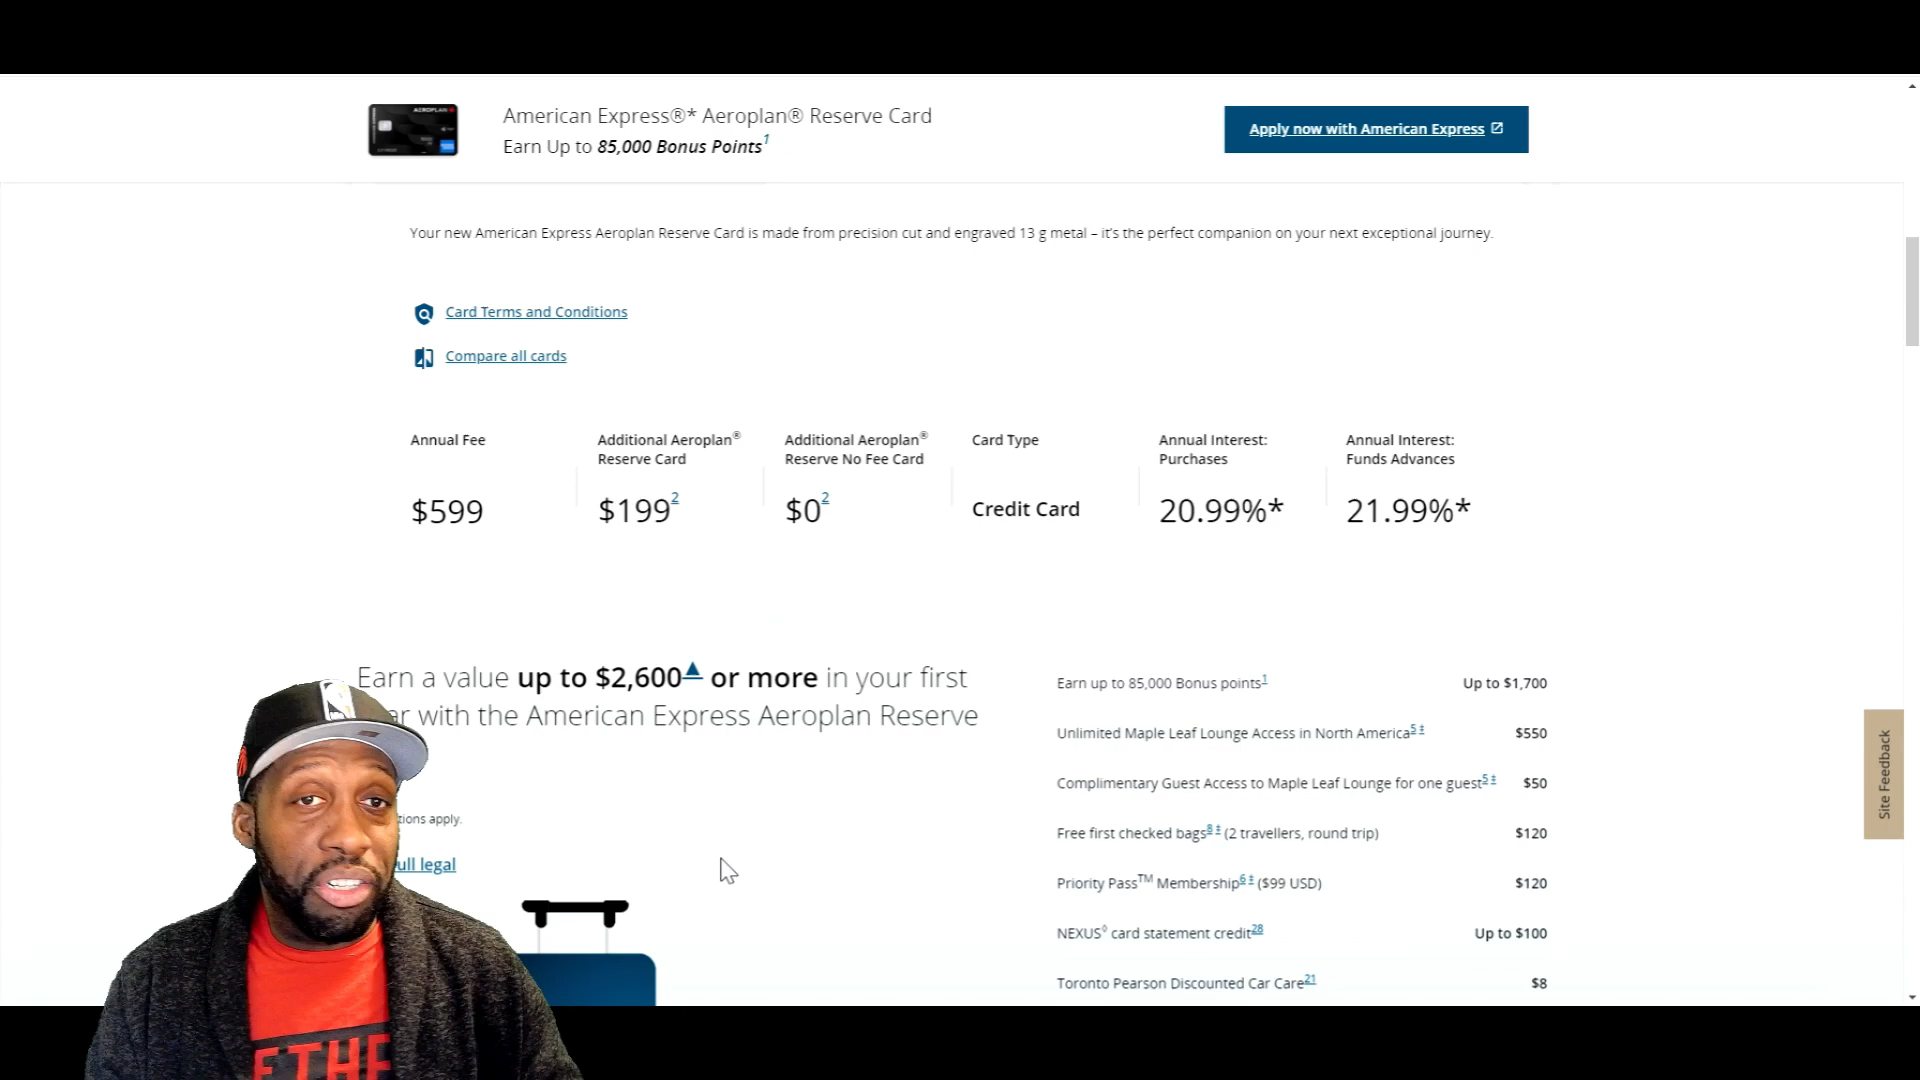 AEROPLAN
American Express®* Aeroplan® Reserve Card
Earn Up to 85,000 Bonus Points1
Apply now with American Express
Your new American Express Aeroplan Reserve Card is made from precision cut and engraved 13 g metal – it's the perfect companion on your next exceptional journey.
Card Terms and Conditions
Compare all cards
Annual Fee
$599
Additional Aeroplan®
Reserve Card
$1992
Additional Aeroplan®
Reserve No Fee Card
$02
Card Type
Credit Card
Annual Interest:
Purchases
20.99%*
Annual Interest:
Funds Advances
21.99%*
Earn a value up to $2,600▲ or more in your first
with the American Express Aeroplan Reserve
apply.
legal
Earn up to 85,000 Bonus points1 Up to $1,700
Unlimited Maple Leaf Lounge Access in North America5‡ $550
Complimentary Guest Access to Maple Leaf Lounge for one guest5‡ $50
Free first checked bags8‡ (2 travellers, round trip) $120
Priority Pass™ Membership6‡ ($99 USD) $120
NEXUS◊ card statement credit28 Up to $100
Toronto Pearson Discounted Car Care21 $8
Site Feedback